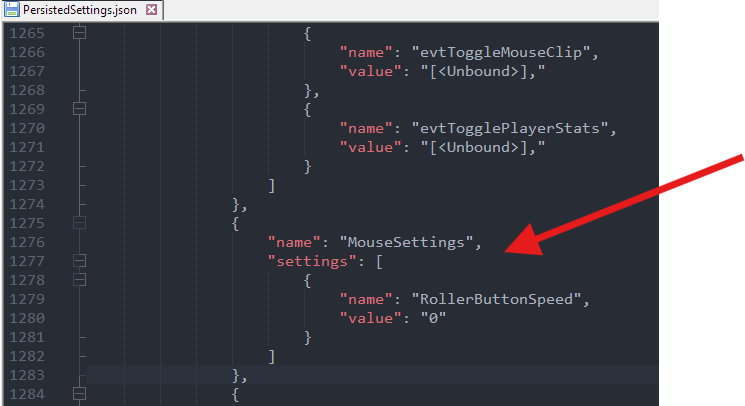 PersistedSettings.json
1265 {
1266 "name": "evtToggleMouseClip",
1267 "value": "[<Unbound>],"
1268 },
1269 {
1270 "name": "evtTogglePlayerStats",
1271 "value": "[<Unbound>],"
1272 }
1273 ]
1274 },
1275 {
1276 "name": "MouseSettings",
1277 "settings": [
1278 {
1279 "name": "RollerButtonSpeed",
1280 "value": "0"
1281 }
1282 ]
1283 },
1284 {